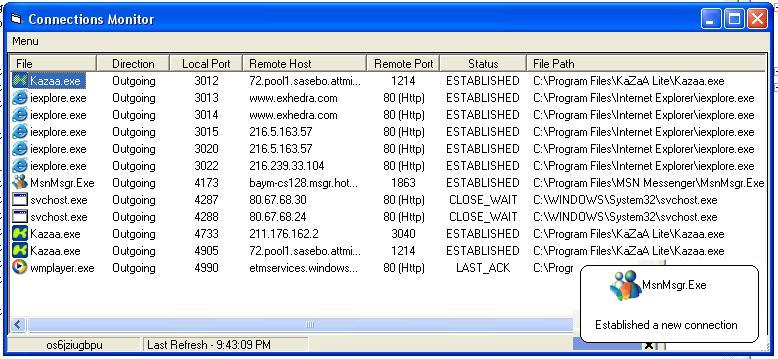 Connections Monitor
Menu
File Direction Local Port Remote Host Remote Port Status File Path
Kazaa.exe Outgoing 3012 72.pool1.sasebo.attmi... 1214 ESTABLISHED C:\Program Files\KaZaA Lite\Kazaa.exe
iexplore.exe Outgoing 3013 www.exhedra.com 80 (Http) ESTABLISHED C:\Program Files\Internet Explorer\iexplore.exe
iexplore.exe Outgoing 3014 www.exhedra.com 80 (Http) ESTABLISHED C:\Program Files\Internet Explorer\iexplore.exe
iexplore.exe Outgoing 3015 216.5.163.57 80 (Http) ESTABLISHED C:\Program Files\Internet Explorer\iexplore.exe
iexplore.exe Outgoing 3020 216.5.163.57 80 (Http) ESTABLISHED C:\Program Files\Internet Explorer\iexplore.exe
iexplore.exe Outgoing 3022 216.239.33.104 80 (Http) ESTABLISHED C:\Program Files\Internet Explorer\iexplore.exe
MsnMsgr.Exe Outgoing 4173 baym-cs128.msgr.hot... 1863 ESTABLISHED C:\Program Files\MSN Messenger\MsnMsgr.Exe
svchost.exe Outgoing 4287 80.67.68.30 80 (Http) CLOSE_WAIT C:\WINDOWS\System32\svchost.exe
svchost.exe Outgoing 4288 80.67.68.24 80 (Http) CLOSE_WAIT C:\WINDOWS\System32\svchost.exe
Kazaa.exe Outgoing 4733 211.176.162.2 3040 ESTABLISHED C:\Program Files\KaZaA Lite\Kazaa.exe
Kazaa.exe Outgoing 4905 72.pool1.sasebo.attmi... 1214 ESTABLISHED C:\Program Files\KaZaA Lite\Kazaa.exe
wmplayer.exe Outgoing 4990 etmservices.windows... 80 (Http) LAST_ACK C:\Progr
MsnMsgr.Exe
Established a new connection
os6jziugbpu Last Refresh - 9:43:09 PM